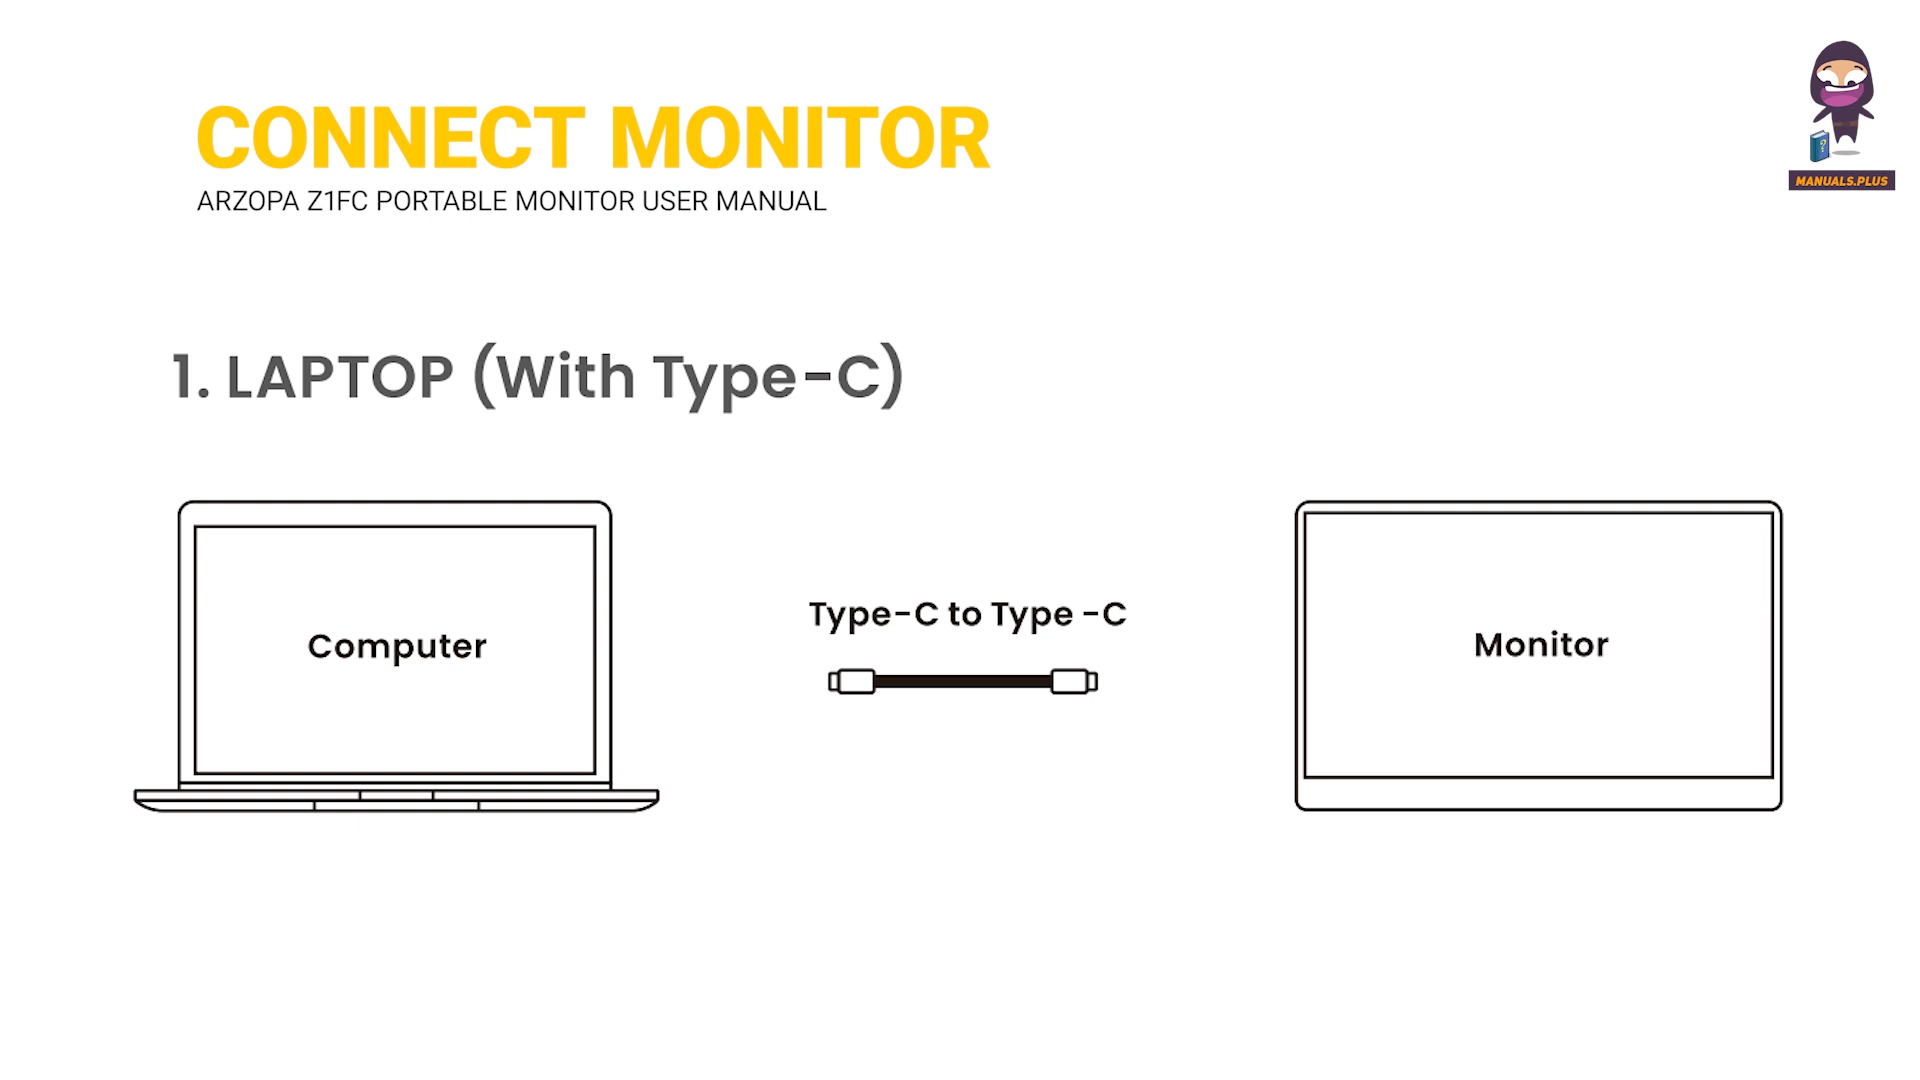 CONNECT MONITOR
ARZOPA Z1FC PORTABLE MONITOR USER MANUAL
?
MANUALS.PLUS
1. LAPTOP (With Type-C)
Computer
Type-C to Type -C
Monitor